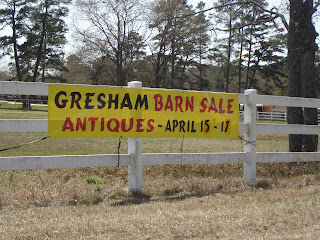 GRESHAM BARN SALE
ANTIQUES - APRIL 15 - 17